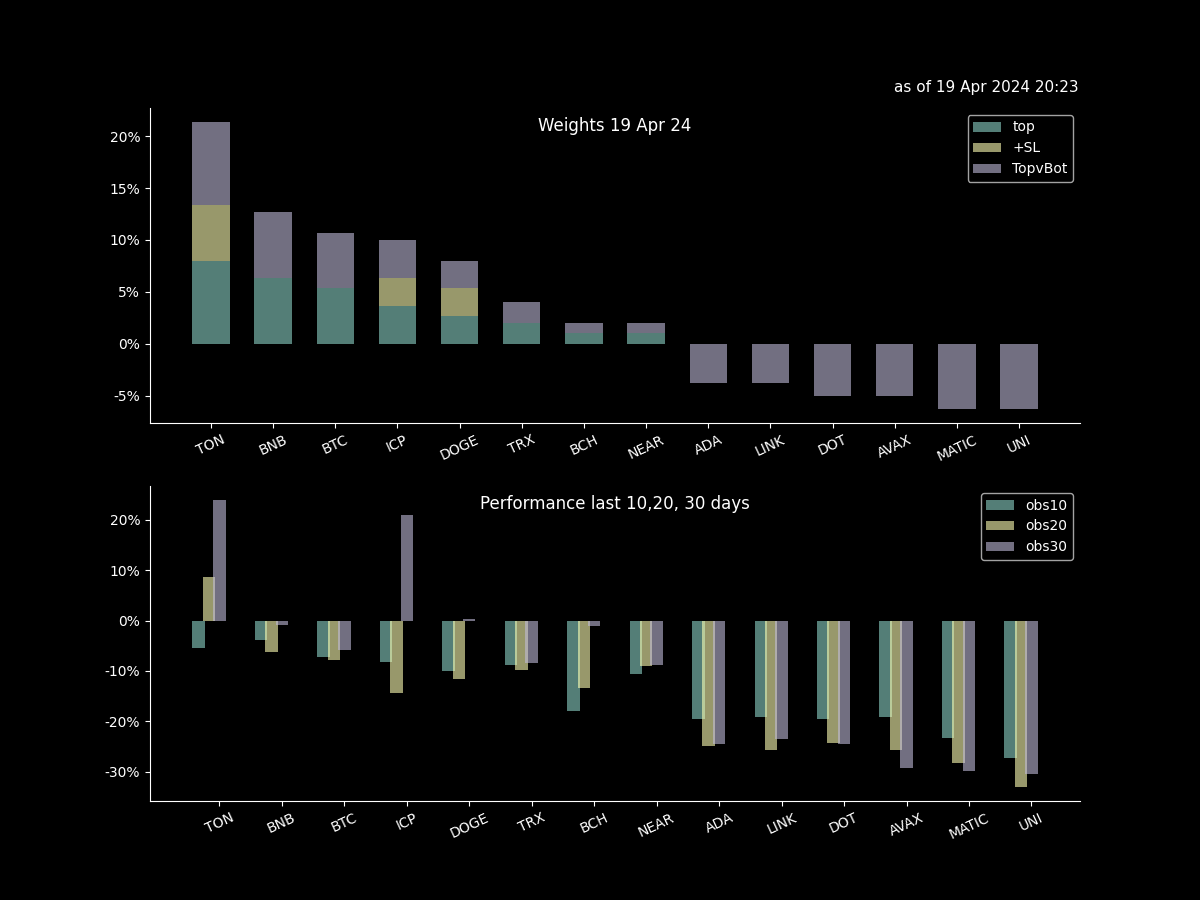 as of 19 Apr 2024 20:23
Weights 19 Apr 24
top
+SL
TopvBot
20%
15%
10%
5%
0%
-5%
TON BNB BTC ICP DOGE TRX BCH NEAR ADA LINK DOT AVAX MATIC UNI
Performance last 10,20, 30 days
obs10
obs20
obs30
20%
10%
0%
-10%
-20%
-30%
TON BNB BTC ICP DOGE TRX BCH NEAR ADA LINK DOT AVAX MATIC UNI